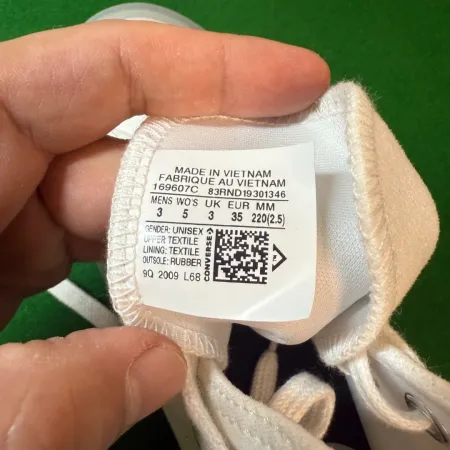 MADE IN VIETNAM
FABRIQUE AU VIETNAM
169607C 83RND19301346
MENS WO'S UK EUR MM
3 5 3 35 220(2.5)
GENDER: UNISEX
UPPER: TEXTILE
LINING: TEXTILE
OUTSOLE: RUBBER
9Q 2009 L68
CONVERSE
F